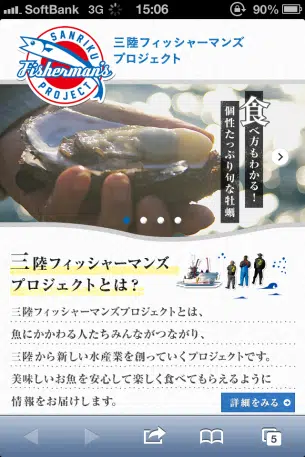 SoftBank 3G 15:06 90%
SANRIKU
Fisherman's
PROJECT
三陸フィッシャーマンズ
プロジェクト
食べ方もわかる！
個性たっぷり旬な牡蠣
三陸フィッシャーマンズ
プロジェクトとは？
三陸フィッシャーマンズプロジェクトとは、
魚にかかわる人たちみんながつながり、
三陸から新しい水産業を創っていくプロジェクトです。
美味しいお魚を安心して楽しく食べてもらえるように
情報をお届けします。
詳細をみる
5